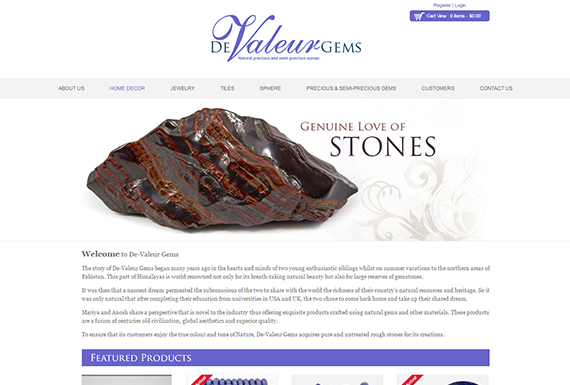 Register | Login
Cart View : 0 items - $0.00
DEValeurGEMS
Natural precious and semi precious stones
ABOUT US HOME DECOR JEWELRY TILES SPHERE PRECIOUS & SEMI-PRECIOUS GEMS CUSTOMERS CONTACT US
GENUINE LOVE OF
STONES
Welcome to De-Valeur Gems
The story of De-Valeur Gems began many years ago in the hearts and minds of two young enthusiastic siblings whilst on summer vacations to the northern areas of
Pakistan. This part of Himalayas is world renowned not only for its breath-taking natural beauty but also for large reserves of gemstones.
It was then that a nascent dream permeated the subconscious of the two to share with the world the richness of their country's natural resources and heritage. So it
was only natural that after completing their education from universities in USA and UK, the two chose to come back home and take up their shared dream.
Mariya and Anosh share a perspective that is novel to the industry thus offering exquisite products crafted using natural gems and other materials. These products
are a fusion of centuries old civilization, global aesthetics and superior quality.
To ensure that its customers enjoy the true colour and tone of Nature, De-Valeur Gems acquires pure and untreated rough stones for its creations.
FEATURED PRODUCTS